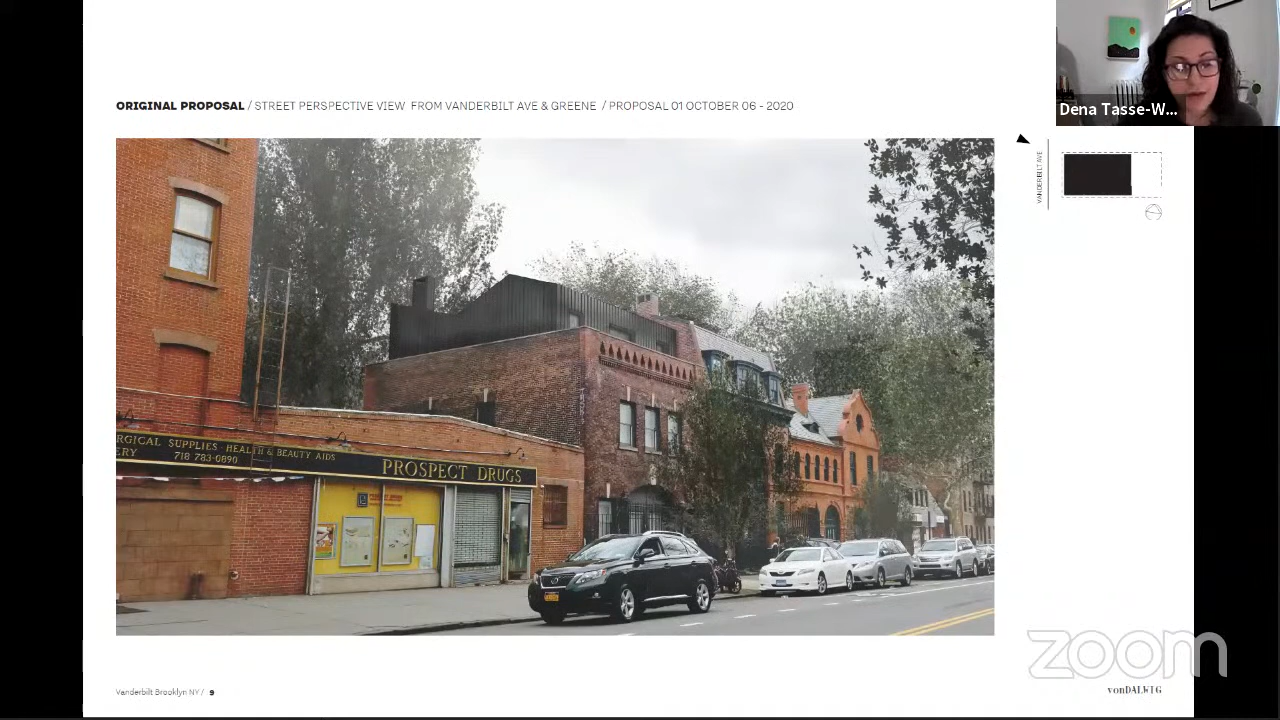 ORIGINAL PROPOSAL / STREET PERSPECTIVE VIEW FROM VANDERBILT AVE & GREENE / PROPOSAL 01 OCTOBER 06 - 2020
Dena Tasse-W...
VANDERBILT AVE
RGICAL SUPPLIES - HEALTH & BEAUTY AIDS
ERY 718 783-0890
PROSPECT DRUGS
zoom
Vanderbilt Brooklyn NY / 9
vonDALWIG